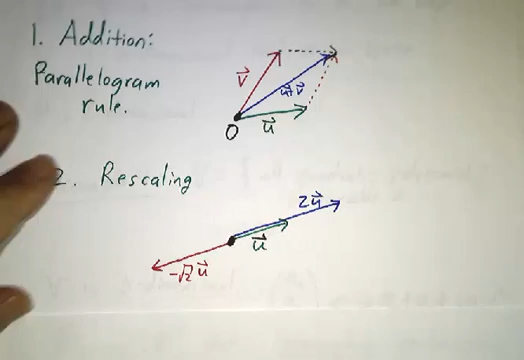 1. Addition:
Parallelogram
rule.
v⃗
u⃗+v⃗
u⃗
O
2. Rescaling
2u⃗
u⃗
-√2 u⃗